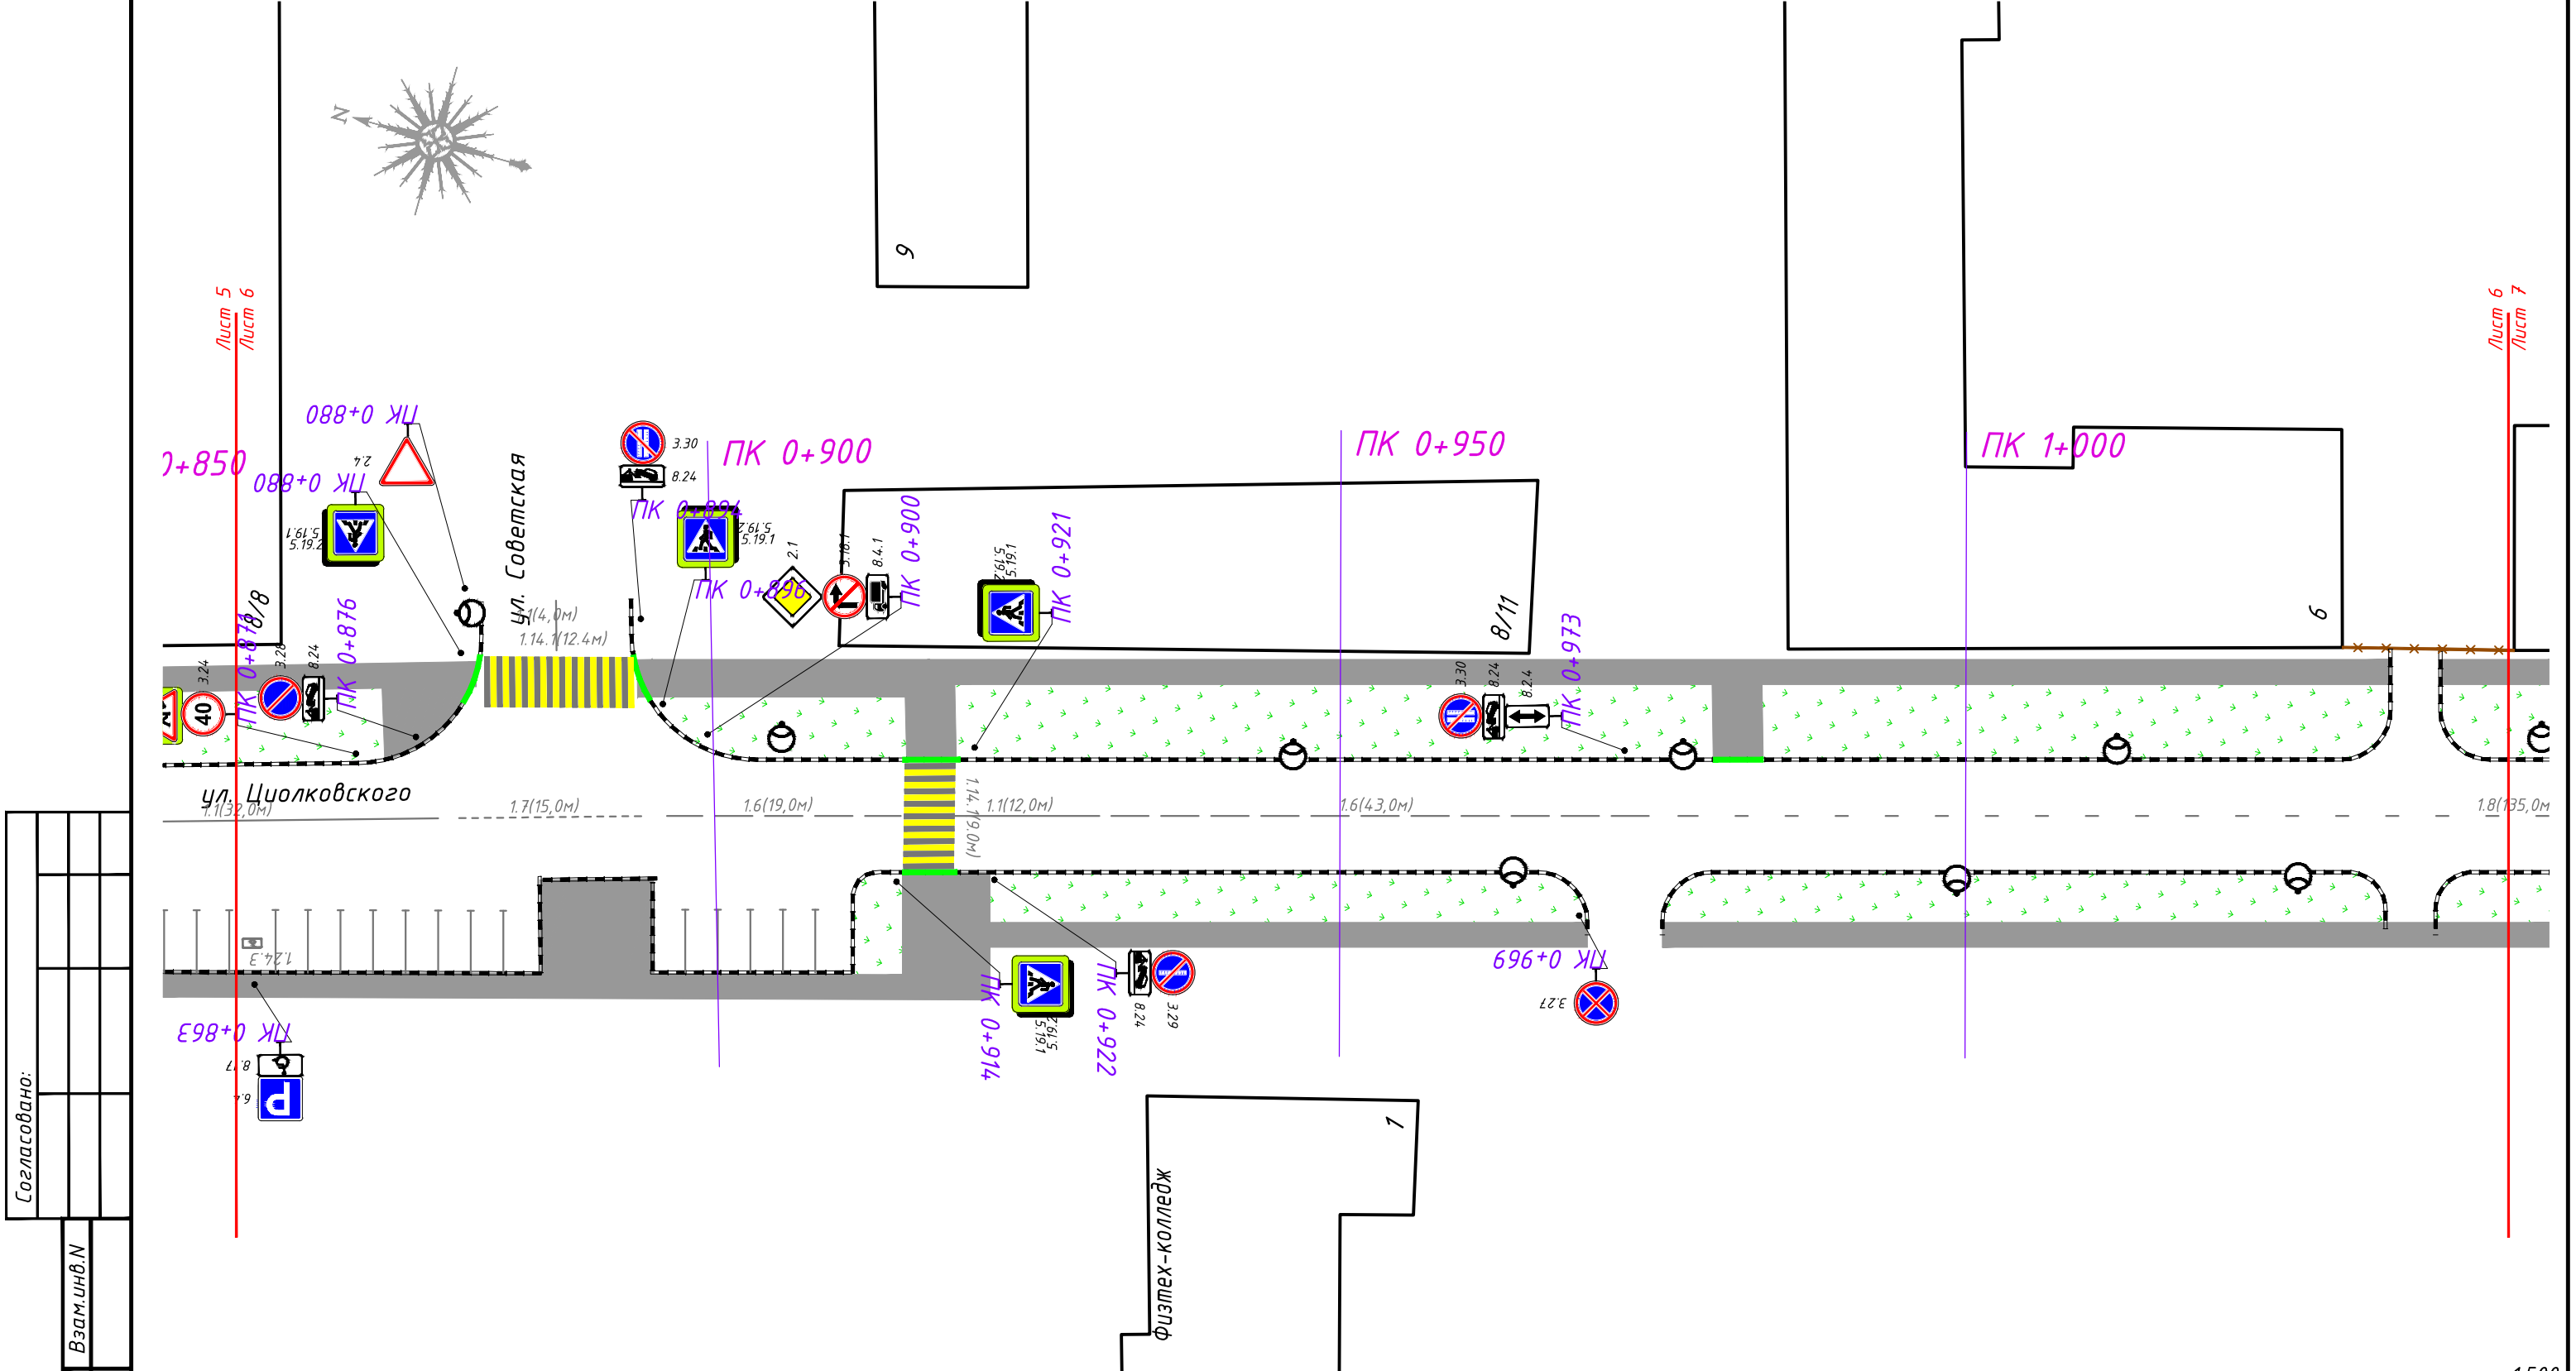 N
Лист 5
Лист 6
Лист 6
Лист 7
9
ПК 0+880
2.4
0+850
ПК 0+880
5.19.1
5.19.2
8/8
ул. Советская
3.30
8.24
ПК 0+894
ПК 0+900
5.19.2
5.19.1
ПК 0+896
2.1
3.18.1
8.4.1
ПК 0+900
5.19.2
5.19.1
ПК 0+921
ПК 0+950
8/11
ПК 1+000
6
1.1(4,0м)
1.14.1(12.4м)
3.24
40
ПК 0+871
3.28
8.24
ПК 0+876
3.30
8.24
8.2.4
ПК 0+973
ул. Циолковского
1.1(32,0м)
1.7(15,0м)
1.6(19,0м)
1.14.1(9.0м)
1.1(12,0м)
1.6(43,0м)
1.8(135,0м
1.24.3
ПК 0+863
8.17
6.4
P
ПК 0+914
5.19.2
5.19.1
ПК 0+922
8.24
3.29
ПК 0+969
3.27
1
Физтех-колледж
Согласовано:
Взам.инв.N